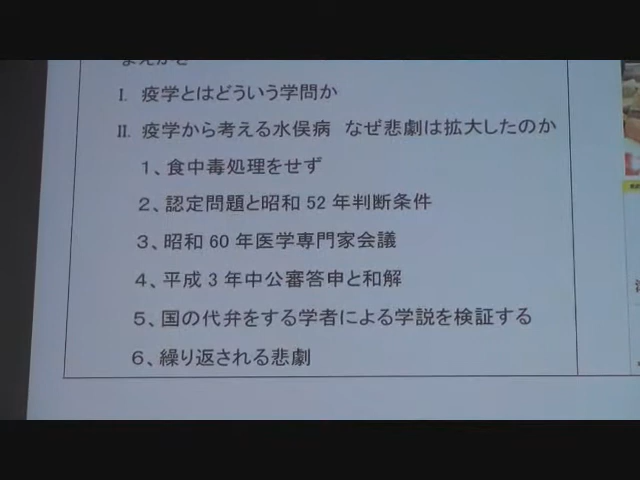 まえがき
Ⅰ. 疫学とはどういう学問か
Ⅱ. 疫学から考える水俣病 なぜ悲劇は拡大したのか
1、食中毒処理をせず
2、認定問題と昭和 52 年判断条件
3、昭和 60 年医学専門家会議
4、平成 3 年中公審答申と和解
5、国の代弁をする学者による学説を検証する
6、繰り返される悲劇